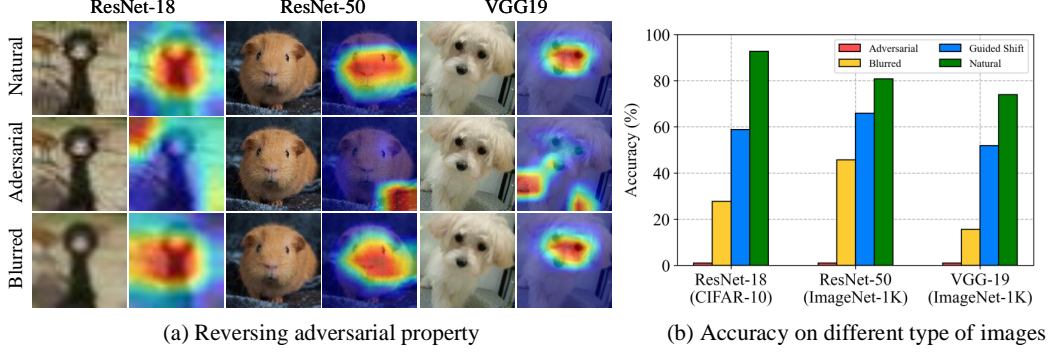 ResNet-18 ResNet-50 VGG19
Natural
Adersarial
Blurred
(a) Reversing adversarial property
Accuracy (%)
100
80
60
40
20
0
Adversarial Guided Shift
Blurred Natural
ResNet-18 ResNet-50 VGG-19
(CIFAR-10) (ImageNet-1K) (ImageNet-1K)
(b) Accuracy on different type of images